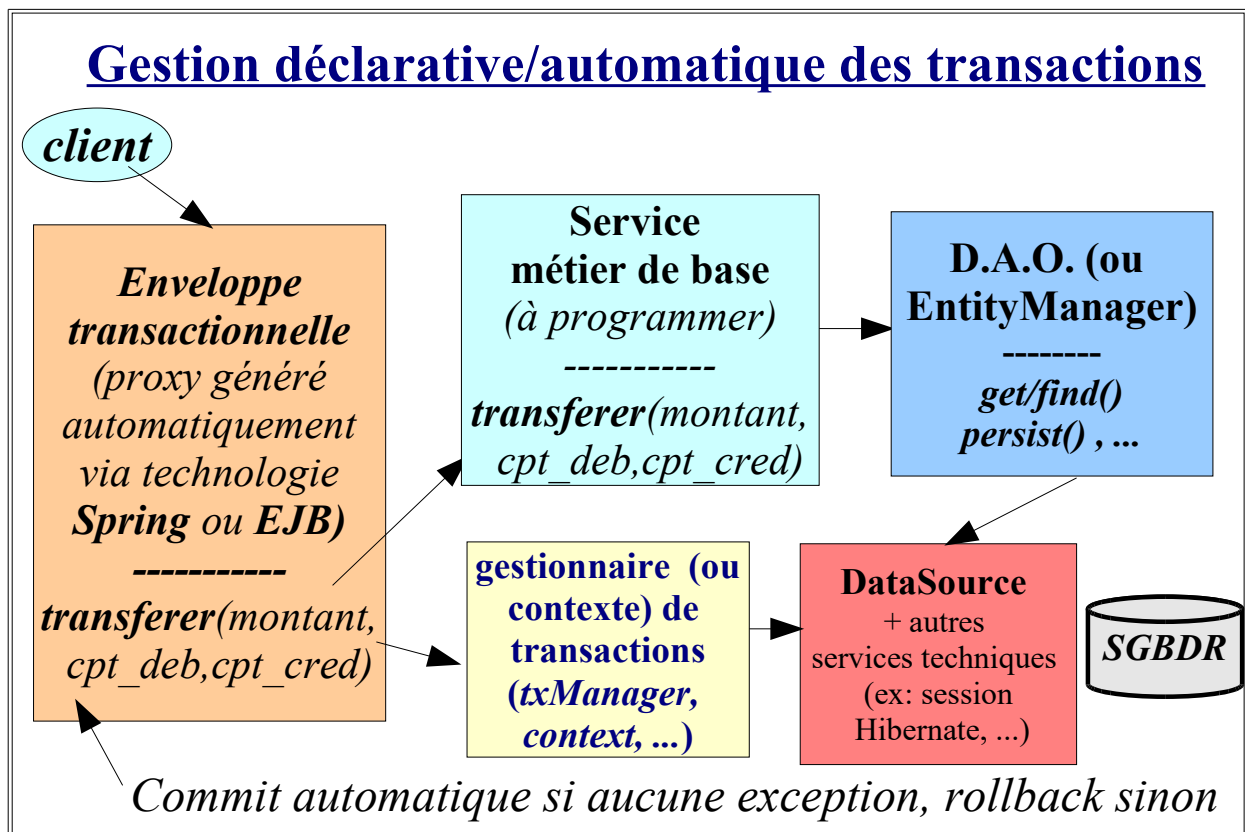 Gestion déclarative/automatique des transactions
client
Enveloppe
transactionnelle
(proxy généré
automatiquement
via technologie
Spring ou EJB)
-----------
transferer(montant,
cpt_deb,cpt_cred)
Service
métier de base
(à programmer)
-----------
transferer(montant,
cpt_deb,cpt_cred)
D.A.O. (ou
EntityManager)
--------
get/find()
persist() , ...
gestionnaire (ou
contexte) de
transactions
(txManager,
context, ...)
DataSource
+ autres
services techniques
(ex: session
Hibernate, ...)
SGBDR
Commit automatique si aucune exception, rollback sinon